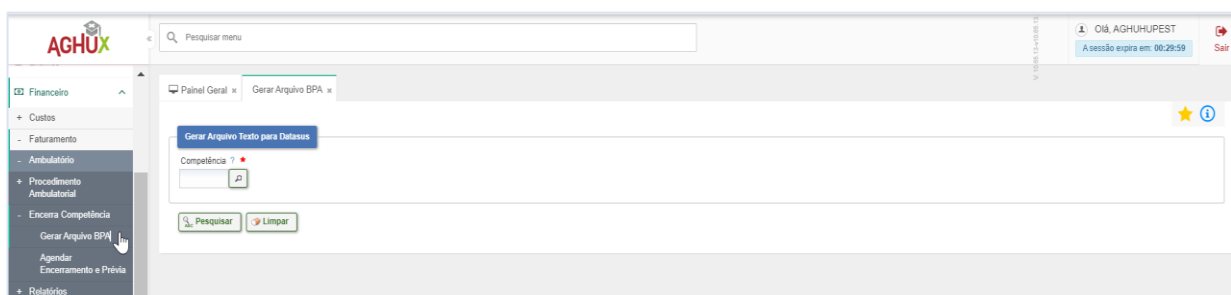 AGHUX
«
Pesquisar menu
Olá, AGHUHUPEST
A sessão expira em: 00:29:59
Sair
Financeiro
+ Custos
- Faturamento
- Ambulatório
+ Procedimento
Ambulatorial
- Encerra Competência
Gerar Arquivo BPA
Agendar
Encerramento e Prévia
+ Relatórios
Painel Geral ×
Gerar Arquivo BPA ×
Gerar Arquivo Texto para Datasus
Competência ? *
Pesquisar
Limpar